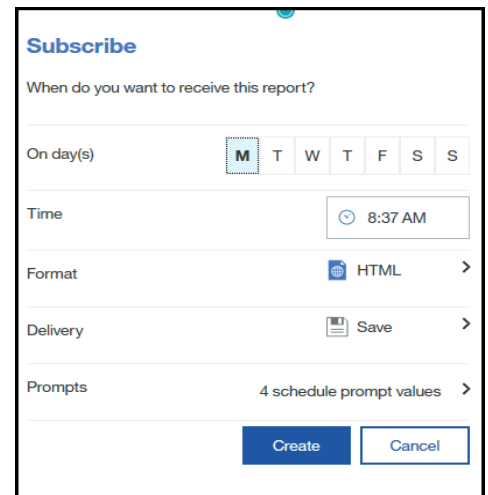 Subscribe
When do you want to receive this report?
On day(s) M T W T F S S
Time 8:37 AM
Format HTML
Delivery Save
Prompts 4 schedule prompt values
Create Cancel